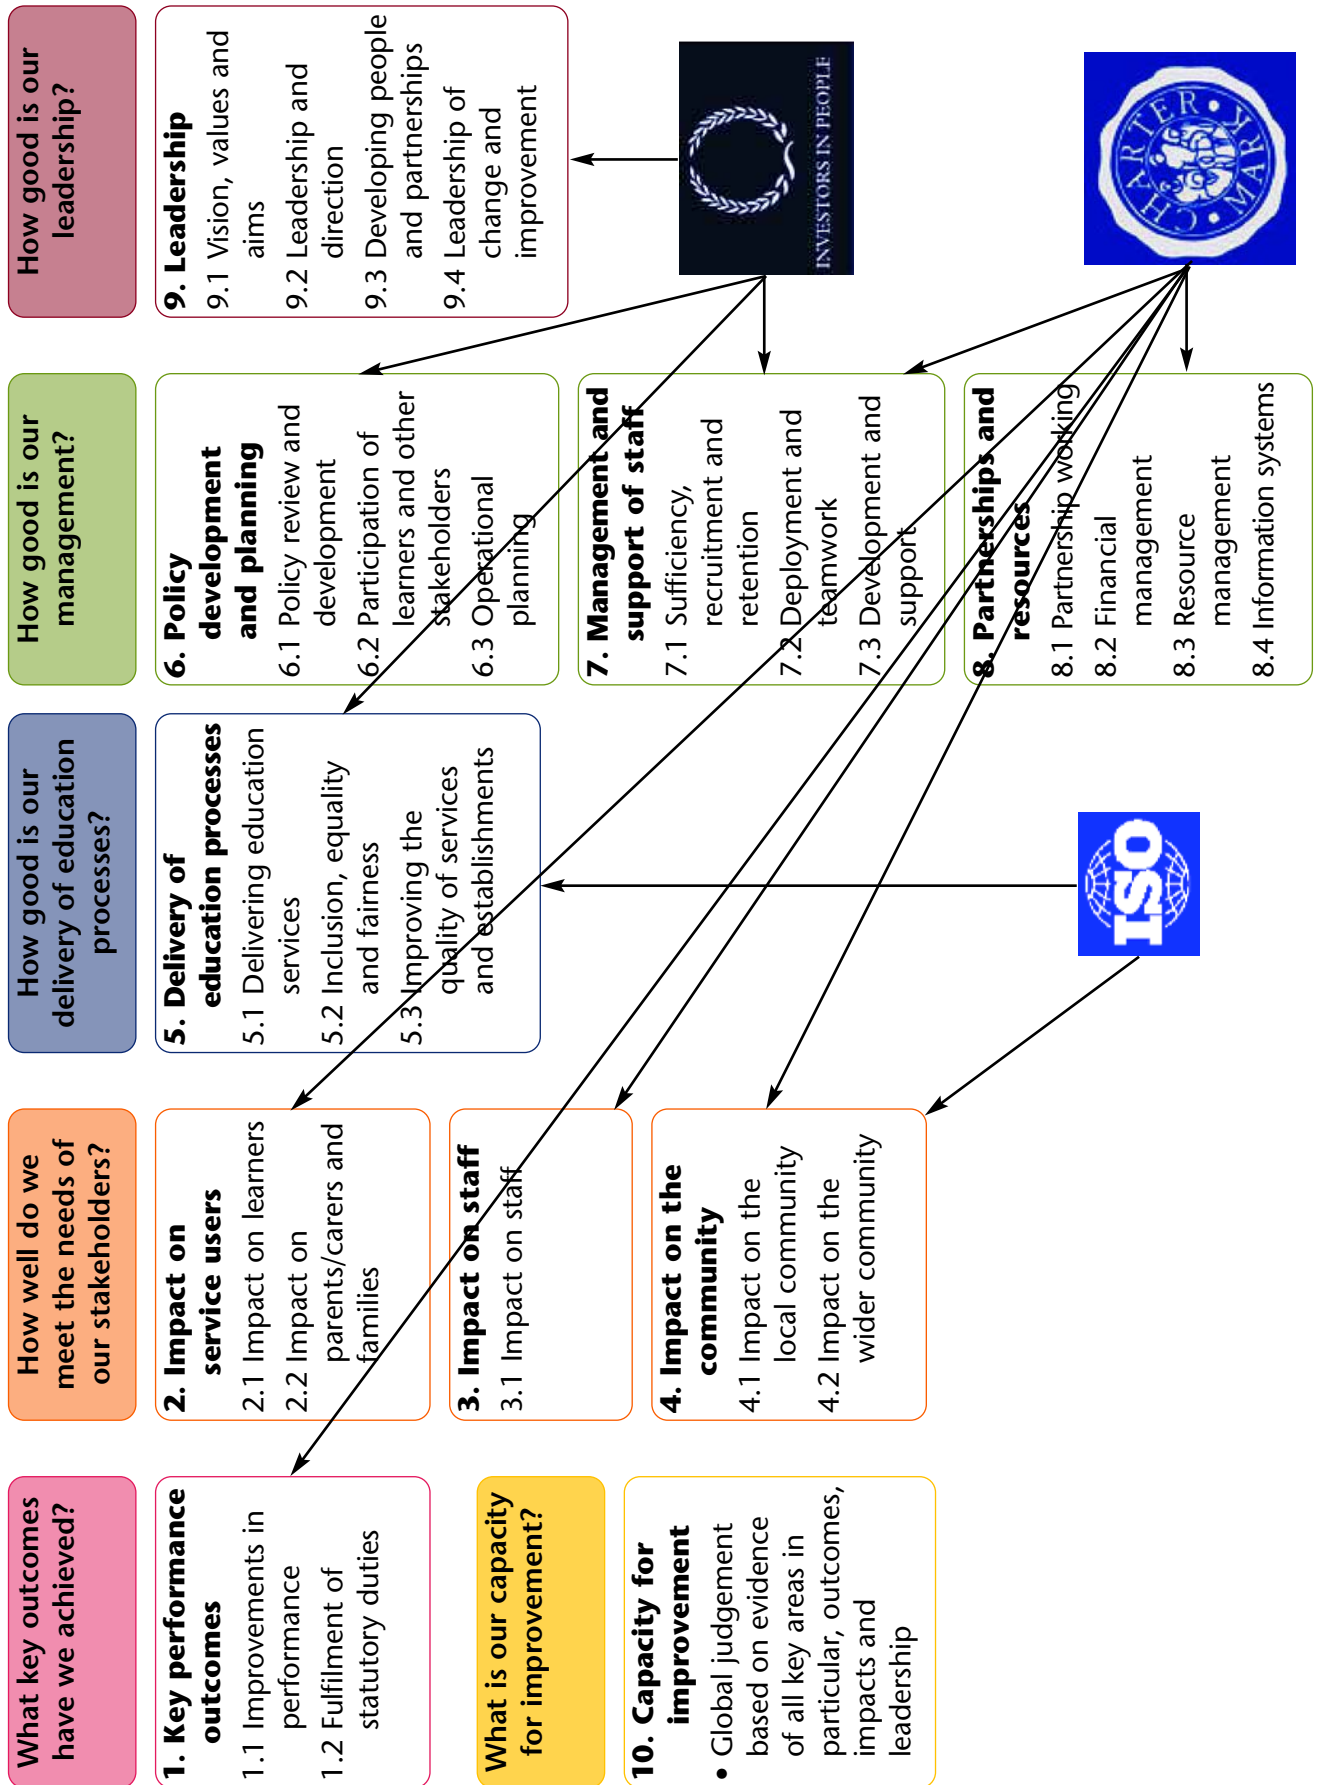 What key outcomes
have we achieved?
1. Key performance
outcomes
1.1 Improvements in
performance
1.2 Fulfilment of
statutory duties
What is our capacity
for improvement?
10. Capacity for
improvement
• Global judgement
based on evidence
of all key areas in
particular, outcomes,
impacts and
leadership
How well do we
meet the needs of
our stakeholders?
2. Impact on
service users
2.1 Impact on learners
2.2 Impact on
parents/carers and
families
3. Impact on staff
3.1 Impact on staff
4. Impact on the
community
4.1 Impact on the
local community
4.2 Impact on the
wider community
How good is our
delivery of education
processes?
5. Delivery of
education processes
5.1 Delivering education
services
5.2 Inclusion, equality
and fairness
5.3 Improving the
quality of services
and establishments
ISO
How good is our
management?
6. Policy
development
and planning
6.1 Policy review and
development
6.2 Participation of
learners and other
stakeholders
6.3 Operational
planning
7. Management and
support of staff
7.1 Sufficiency,
recruitment and
retention
7.2 Deployment and
teamwork
7.3 Development and
support
8. Partnerships and
resources
8.1 Partnership working
8.2 Financial
management
8.3 Resource
management
8.4 Information systems
How good is our
leadership?
9. Leadership
9.1 Vision, values and
aims
9.2 Leadership and
direction
9.3 Developing people
and partnerships
9.4 Leadership of
change and
improvement
INVESTORS IN PEOPLE
CHARTER • MARK •